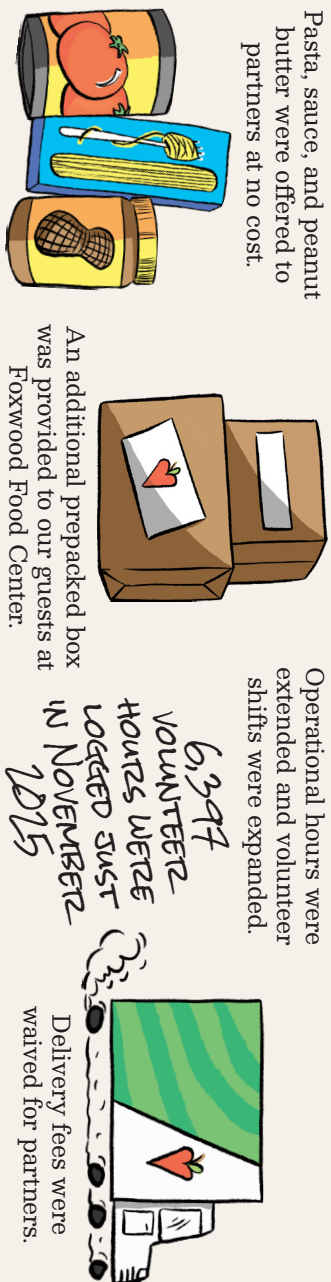 Pasta, sauce, and peanut
butter were offered to
partners at no cost.
An additional prepacked box
was provided to our guests at
Foxwood Food Center.
Operational hours were
extended and volunteer
shifts were expanded.
6,397
VOLUNTEER
HOURS WERE
LOGGED JUST
IN NOVEMBER
2025
Delivery fees were
waived for partners.